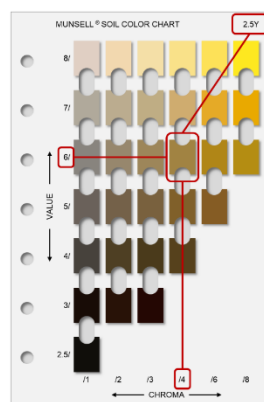 MUNSELL® SOIL COLOR CHART 2.5Y
8/
7/
6/
5/
4/
3/
2.5/
VALUE
/1 /2 /3 /4 /6 /8
CHROMA